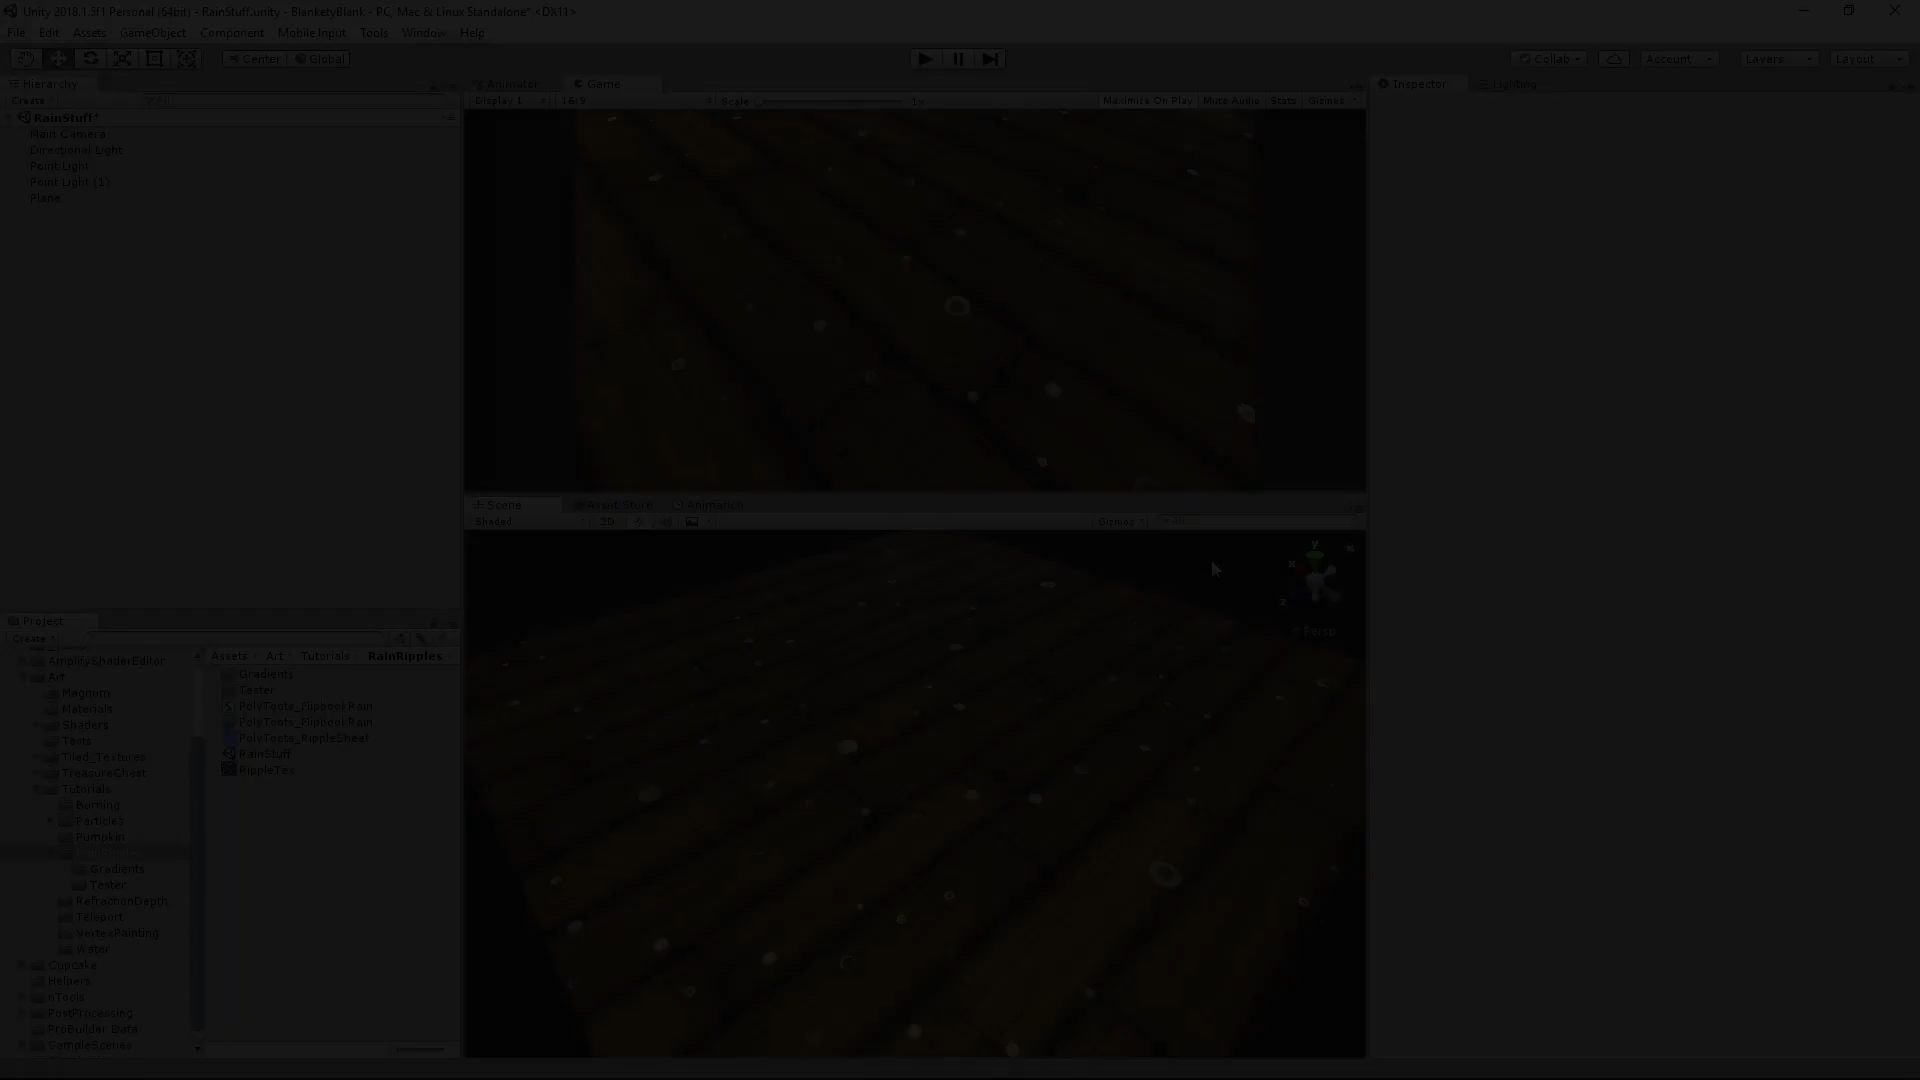 Unity 2018.1.5f1 Personal (64bit) - RainStuff.unity - BlanketyBlank - PC, Mac & Linux Standalone* <DX11>
File Edit Assets GameObject Component Mobile Input Tools Window Help
Center Global
Collab Account Layers Layout
Hierarchy
Create
RainStuff*
Main Camera
Directional Light
Point Light
Point Light (1)
Plane
Animator Game
Display 1 16:9 Scale 1x Maximize On Play Mute Audio Stats Gizmos
Scene Asset Store Animation
Shaded 2D Gizmos
Y
Persp
Inspector Lighting
Project
Create
AmplifyShaderEditor
Art
Magnum
Materials
Shaders
Tests
Tiled_Textures
TreasureChest
Tutorials
Burning
Particles
Pumpkin
Gradients
Tester
RefractionDepth
Teleport
VertexPainting
Water
Cupcake
Helpers
nTools
PostProcessing
ProBuilder Data
SampleScenes
Assets Art Tutorials RainRipples
Gradients
Tester
PolyToots_FlipbookRain
PolyToots_FlipbookRain
PolyToots_RippleSheet
RainStuff
RippleTex